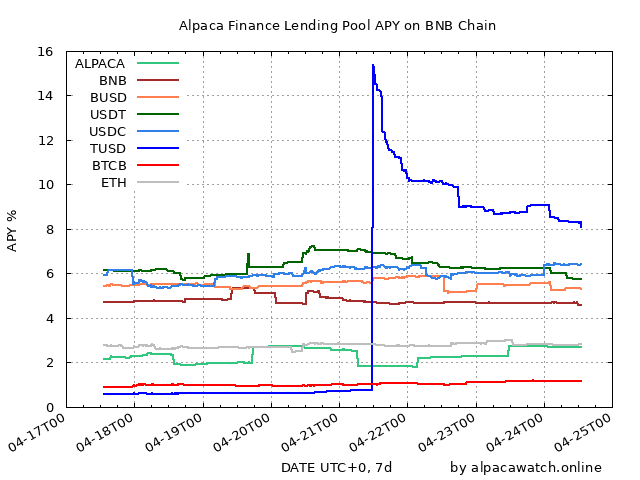 Alpaca Finance Lending Pool APY on BNB Chain
APY %
16
14
12
10
8
6
4
2
0
ALPACA
BNB
BUSD
USDT
USDC
TUSD
BTCB
ETH
04-17T00
04-18T00
04-19T00
04-20T00
04-21T00
04-22T00
04-23T00
04-24T00
04-25T00
DATE UTC+0, 7d
by alpacawatch.online